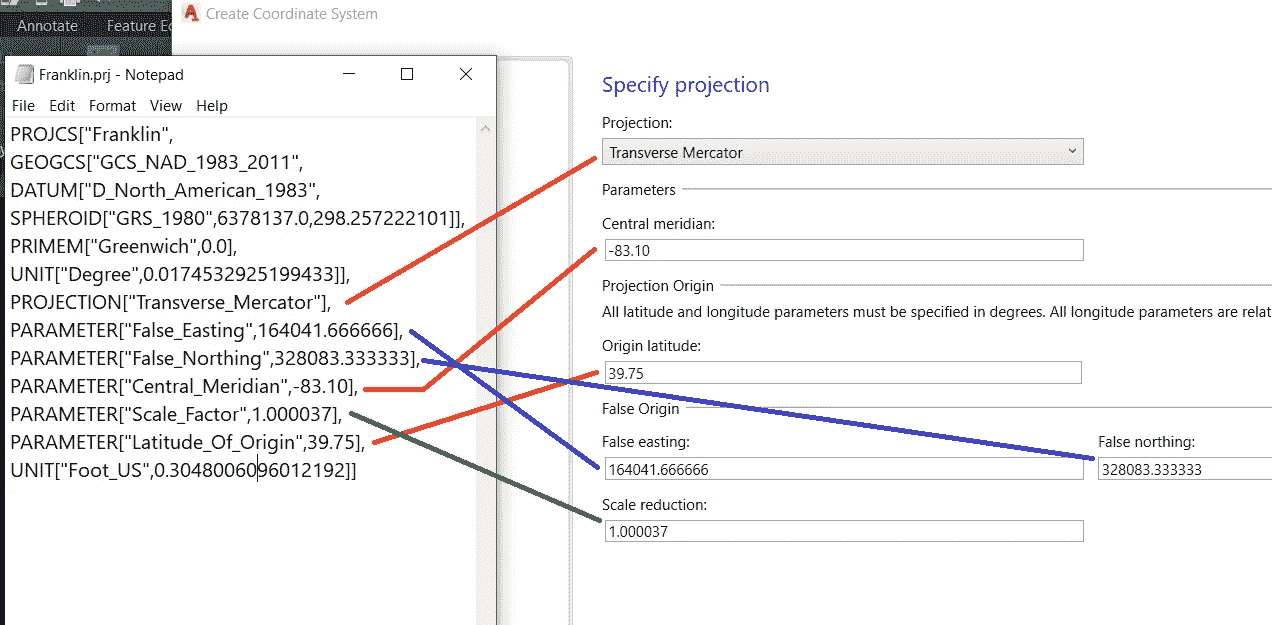 Annotate Feature
Create Coordinate System
Franklin.prj - Notepad
File Edit Format View Help
PROJCS["Franklin",
GEOGCS["GCS_NAD_1983_2011",
DATUM["D_North_American_1983",
SPHEROID["GRS_1980",6378137.0,298.257222101]],
PRIMEM["Greenwich",0.0],
UNIT["Degree",0.0174532925199433]],
PROJECTION["Transverse_Mercator"],
PARAMETER["False_Easting",164041.666666],
PARAMETER["False_Northing",328083.333333],
PARAMETER["Central_Meridian",-83.10],
PARAMETER["Scale_Factor",1.000037],
PARAMETER["Latitude_Of_Origin",39.75],
UNIT["Foot_US",0.3048006096012192]]
Specify projection
Projection:
Transverse Mercator
Parameters
Central meridian:
-83.10
Projection Origin
All latitude and longitude parameters must be specified in degrees. All longitude parameters are relat
Origin latitude:
39.75
False Origin
False easting: False northing:
164041.666666 328083.333333
Scale reduction:
1.000037